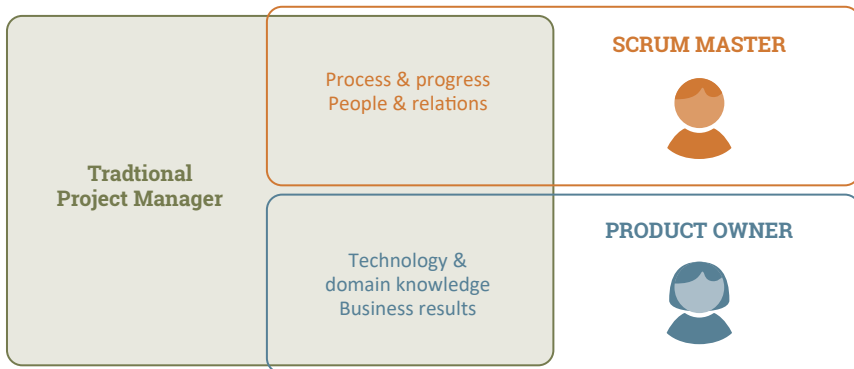 Tradtional
Project Manager
Process & progress
People & relations
SCRUM MASTER
Technology &
domain knowledge
Business results
PRODUCT OWNER